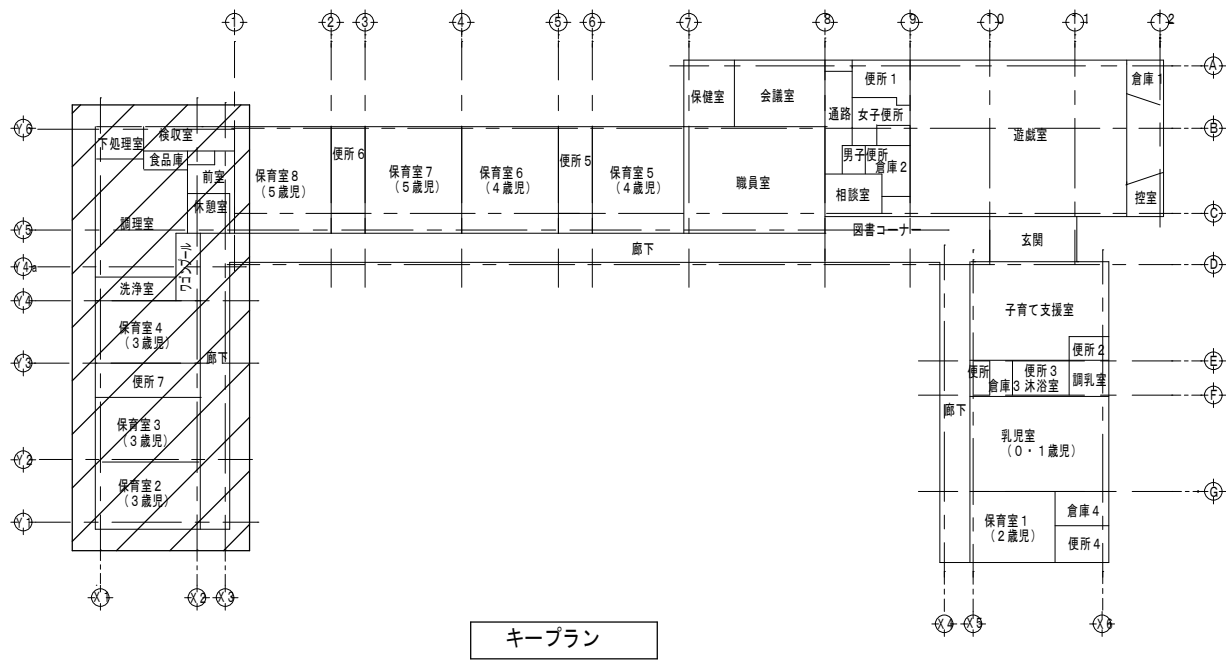 1 2 3 4 5 6 7 8 9 10 11 12
A
保健室 会議室 通路 便所1 倉庫1
女子便所
Y6 下処理室 検収室 便所6 便所5 遊戯室 B
食品庫 男子便所
倉庫2
前室 保育室8 保育室7 保育室6 保育室5 職員室
(5歳児) (5歳児) (4歳児) (4歳児)
休憩室 相談室 控室
C
調理室
Y5 図書コーナー
玄関
廊下
Y4a ワゴンプール D
洗浄室
Y4
子育て支援室
保育室4
(3歳児)
便所2
Y3 廊下 E
便所7 便所 倉庫3 便所3 調乳室
沐浴室
F
廊下
保育室3 乳児室
(3歳児) (0・1歳児)
Y2
保育室2 G
(3歳児)
倉庫4
保育室1
(2歳児)
Y1
便所4
X1 X2 X3
X4 X5 X6
キープラン